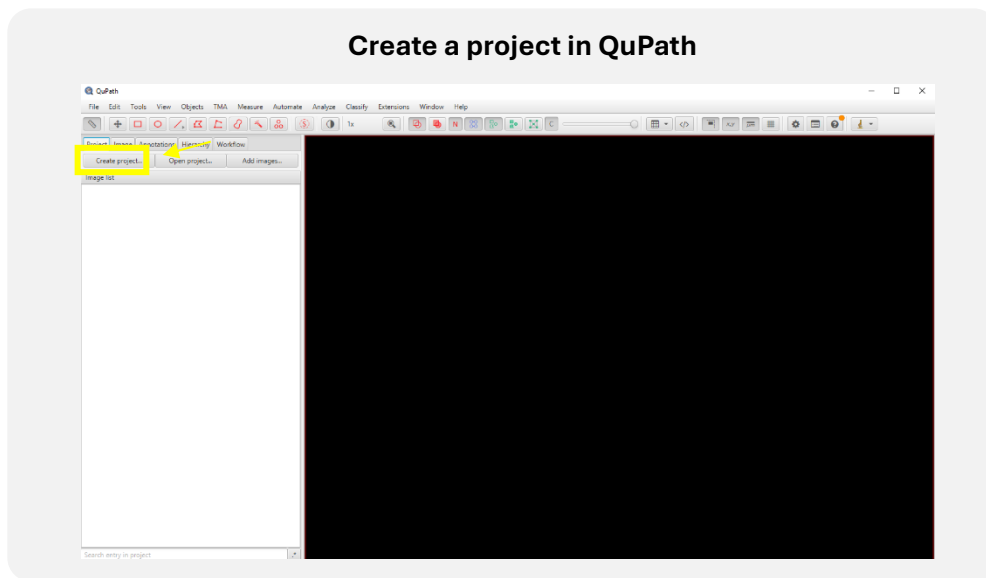 Create a project in QuPath
QuPath
File Edit Tools View Objects TMA Measure Automate Analyze Classify Extensions Window Help
1x N C
Project Image Annotations Hierarchy Workflow
Create project... Open project... Add images...
Image list
Search entry in project